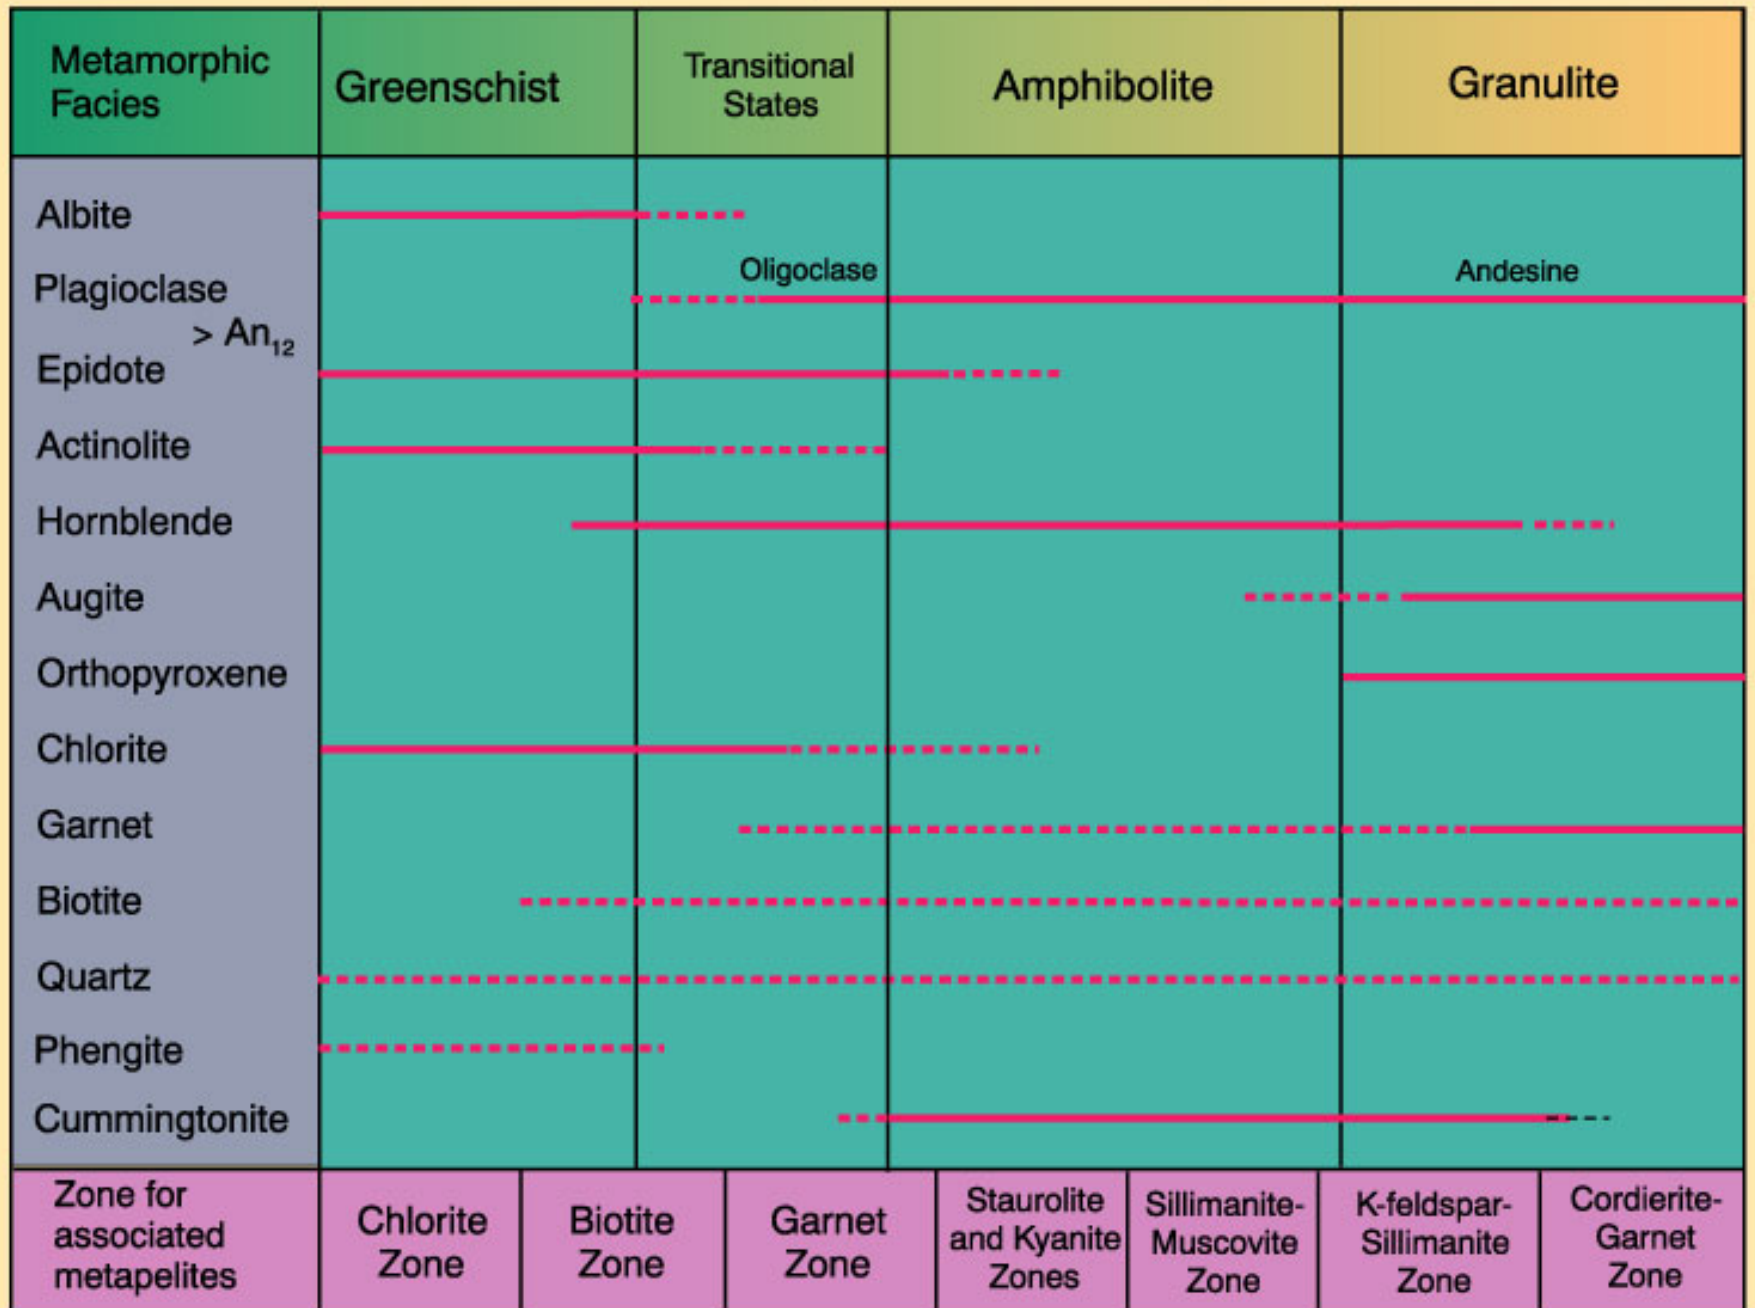 Metamorphic
Facies
Greenschist
Transitional
States
Amphibolite
Granulite
Albite
Oligoclase
Andesine
Plagioclase
> An₁₂
Epidote
Actinolite
Hornblende
Augite
Orthopyroxene
Chlorite
Garnet
Biotite
Quartz
Phengite
Cummingtonite
Zone for
associated
metapelites
Chlorite
Zone
Biotite
Zone
Garnet
Zone
Staurolite
and Kyanite
Zones
Sillimanite-
Muscovite
Zone
K-feldspar-
Sillimanite
Zone
Cordierite-
Garnet
Zone